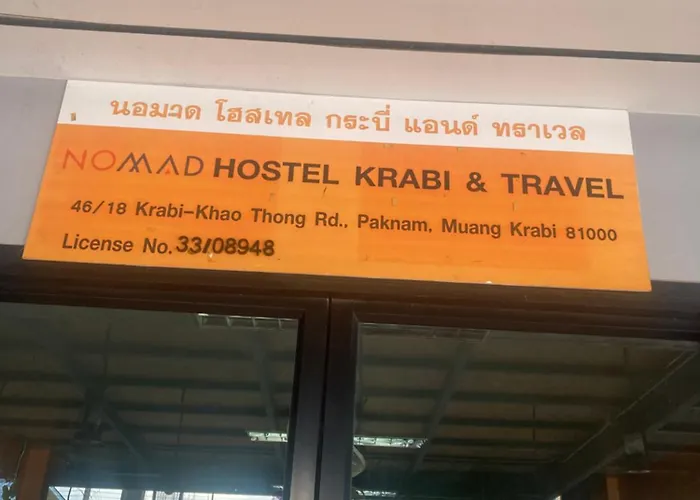 นอมาด โฮสเทล กระบี่ แอนด์ ทราเวล
NOMAD HOSTEL KRABI & TRAVEL
46/18 Krabi-Khao Thong Rd., Paknam, Muang Krabi 81000
License No. 33/08948